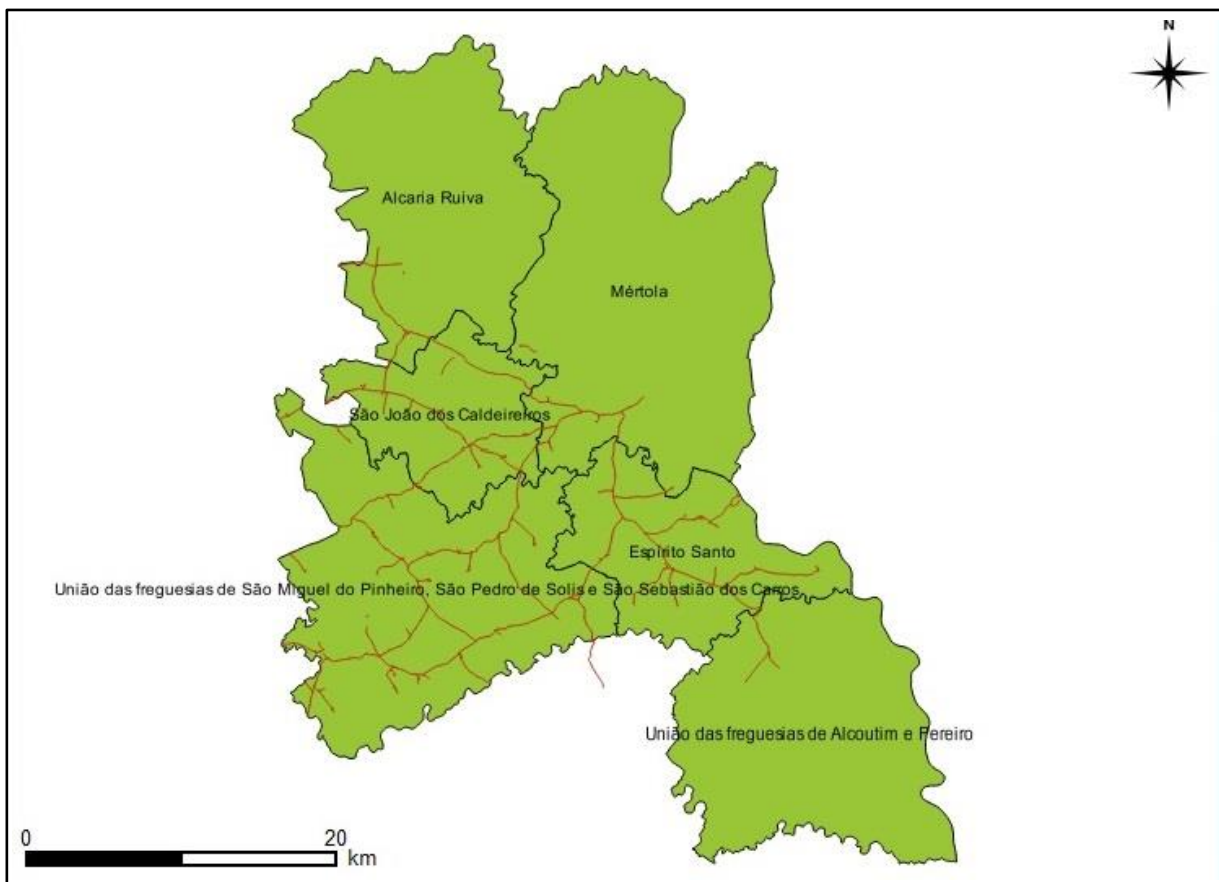 N
Alcaria Ruiva
Mértola
São João dos Caldeireiros
Espírito Santo
União das freguesias de São Miguel do Pinheiro, São Pedro de Solis e São Sebastião dos Carros
União das freguesias de Alcoutim e Pereiro
0 20
km